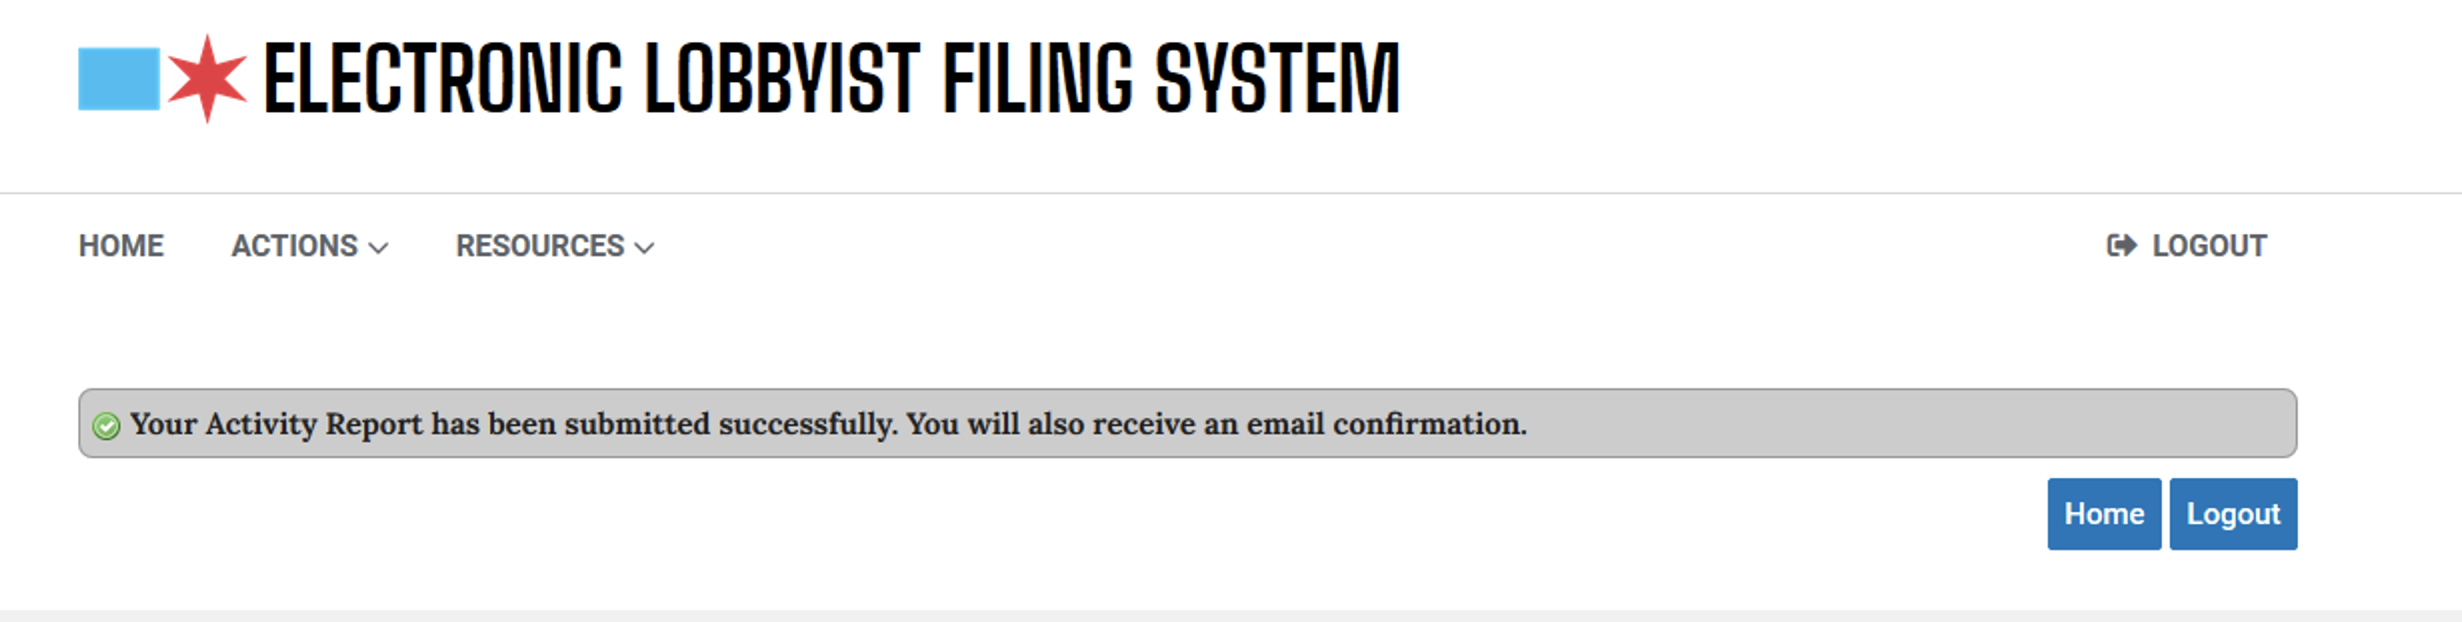 ELECTRONIC LOBBYIST FILING SYSTEM
HOME ACTIONS RESOURCES LOGOUT
Your Activity Report has been submitted successfully. You will also receive an email confirmation.
Home Logout